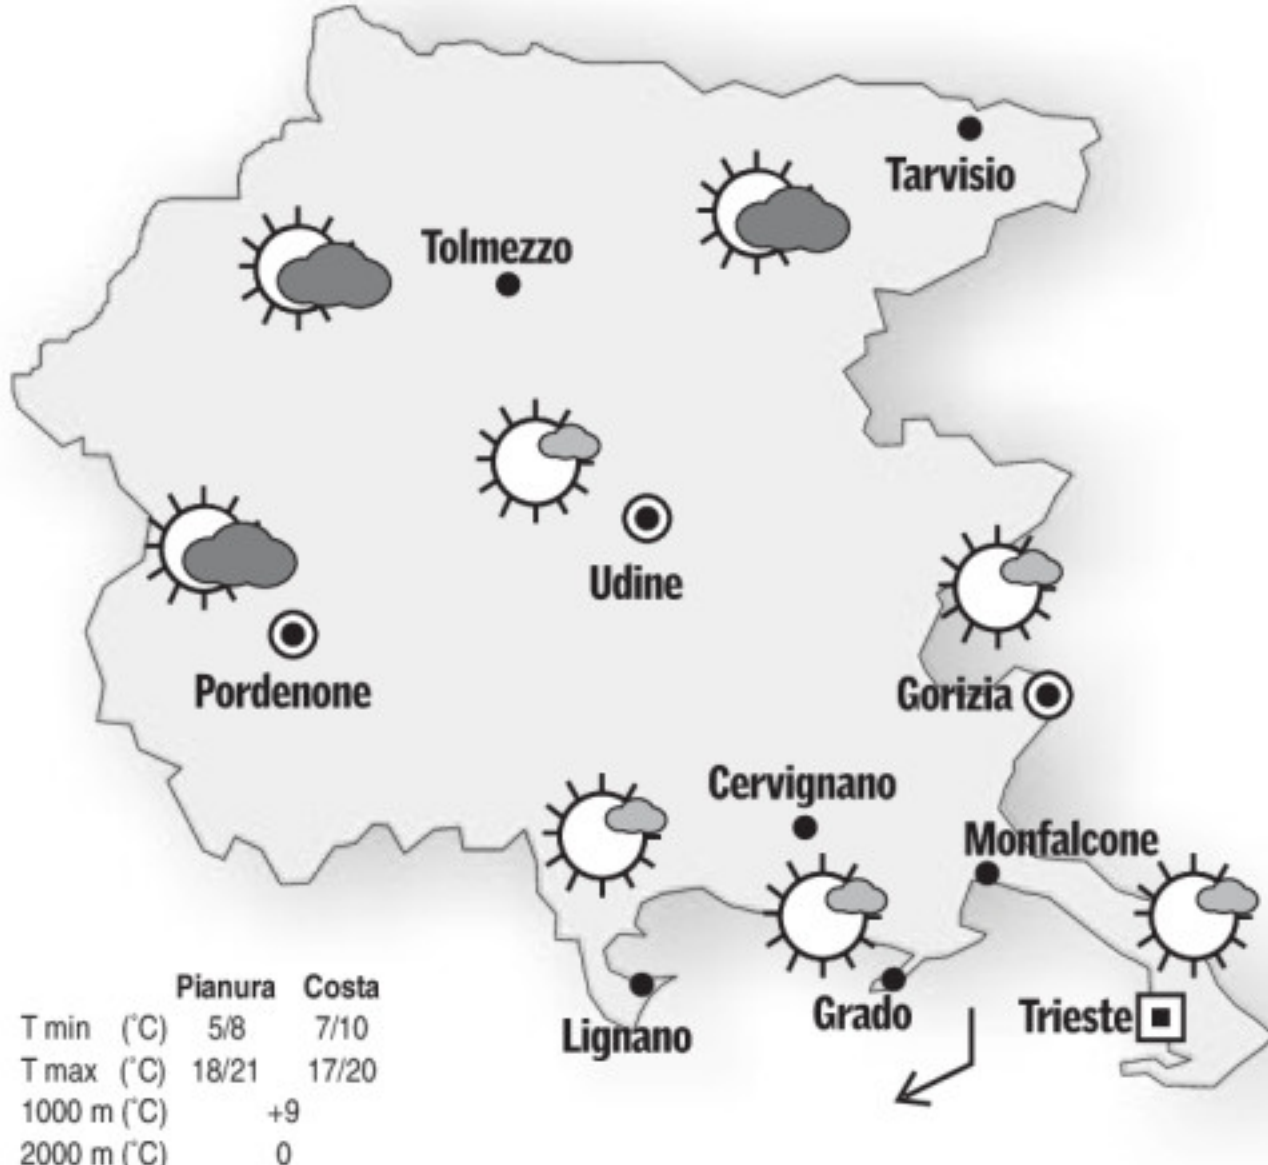 Tarvisio
Tolmezzo
Udine
Pordenone
Gorizia
Cervignano
Monfalcone
Grado
Trieste
Lignano
Pianura Costa
T min (°C) 5/8 7/10
T max (°C) 18/21 17/20
1000 m (°C) +9
2000 m (°C) 0